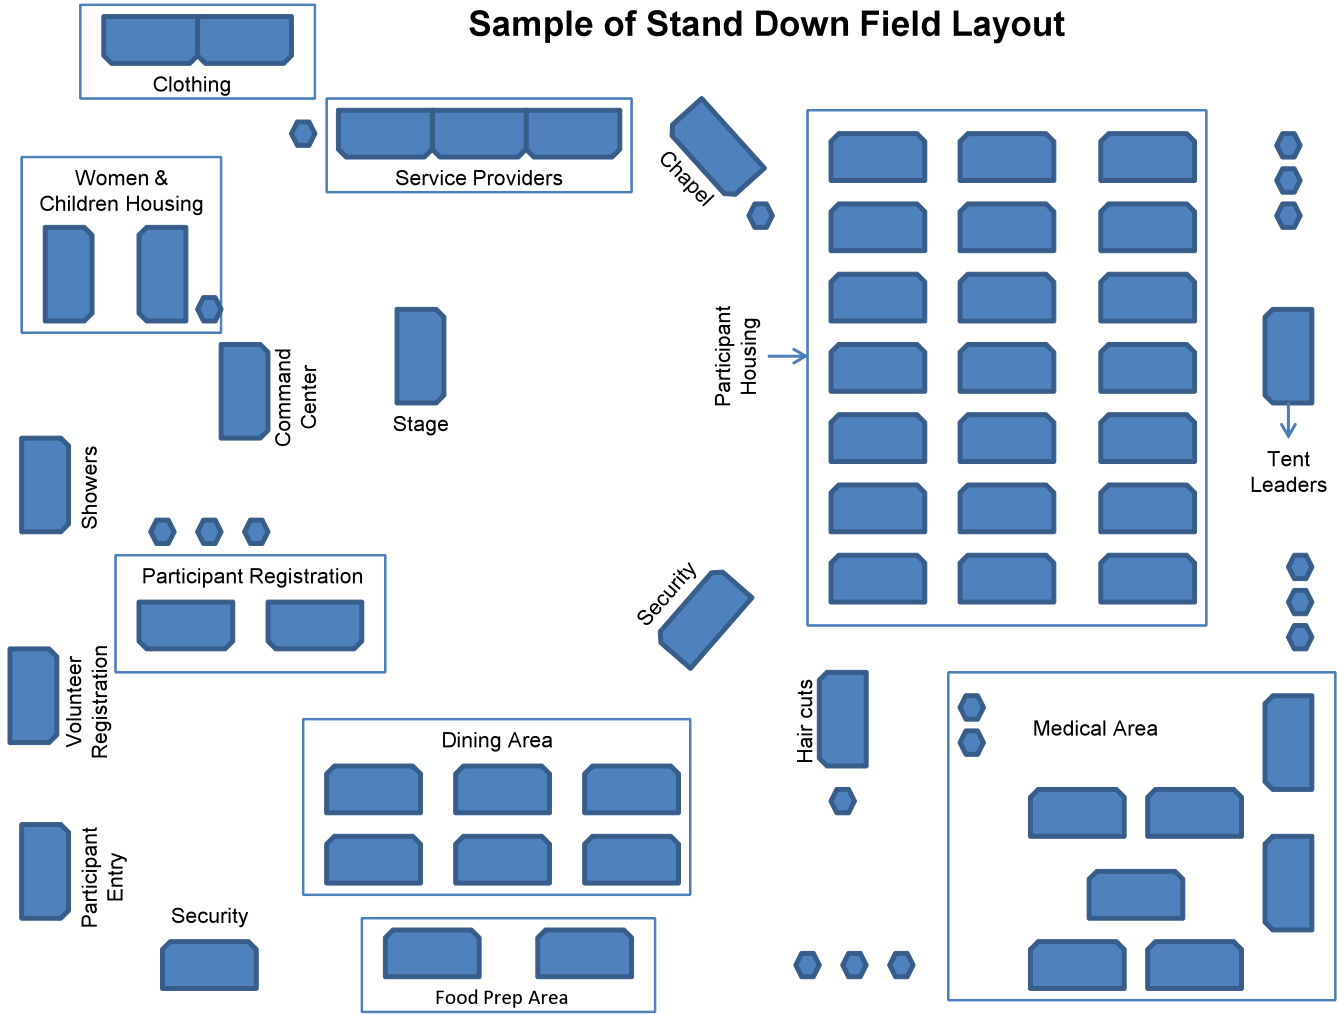 Sample of Stand Down Field Layout
Clothing
Service Providers
Chapel
Women &
Children Housing
Command
Center
Stage
Participant
Housing
Tent
Leaders
Showers
Participant Registration
Security
Volunteer
Registration
Hair cuts
Medical Area
Dining Area
Participant
Entry
Security
Food Prep Area